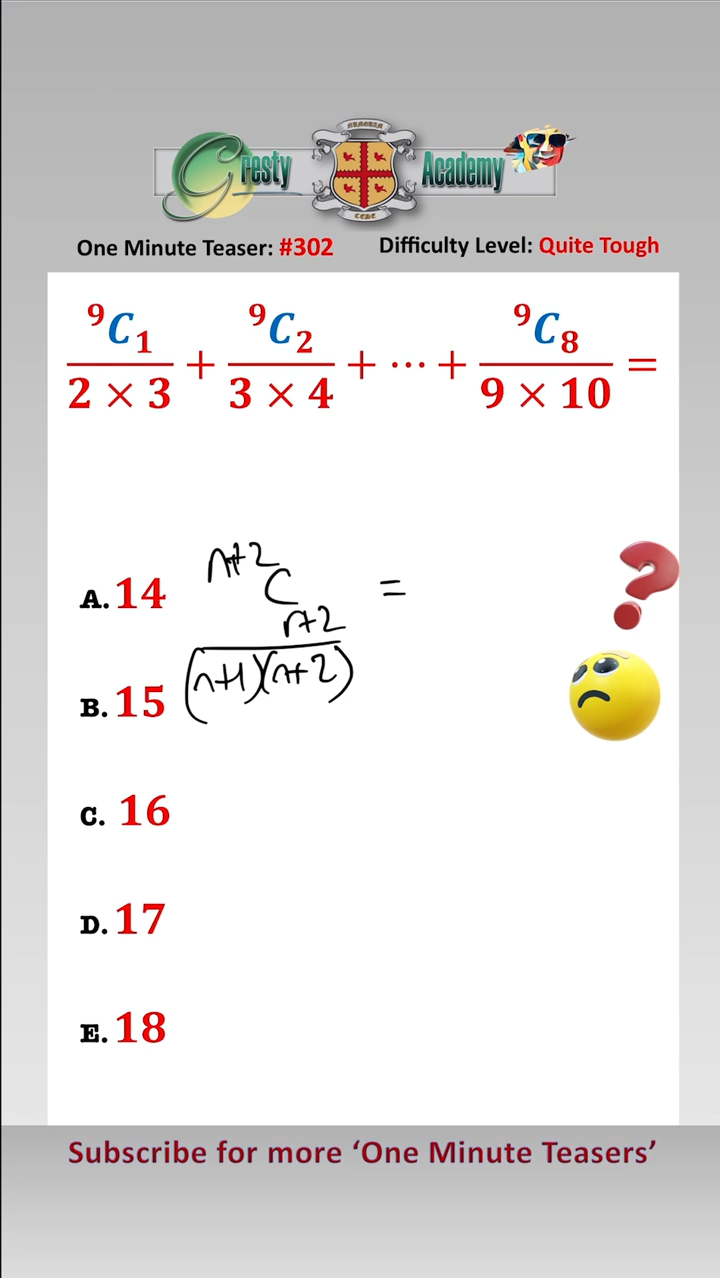 Gresty Academy
One Minute Teaser: #302 Difficulty Level: Quite Tough
⁹C₁/(2 × 3) + ⁹C₂/(3 × 4) + ⋯ + ⁹C₈/(9 × 10) =
A. 14
B. 15
C. 16
D. 17
E. 18
n+2
C =
n+2
(n+1)(n+2)
?
Subscribe for more ‘One Minute Teasers’